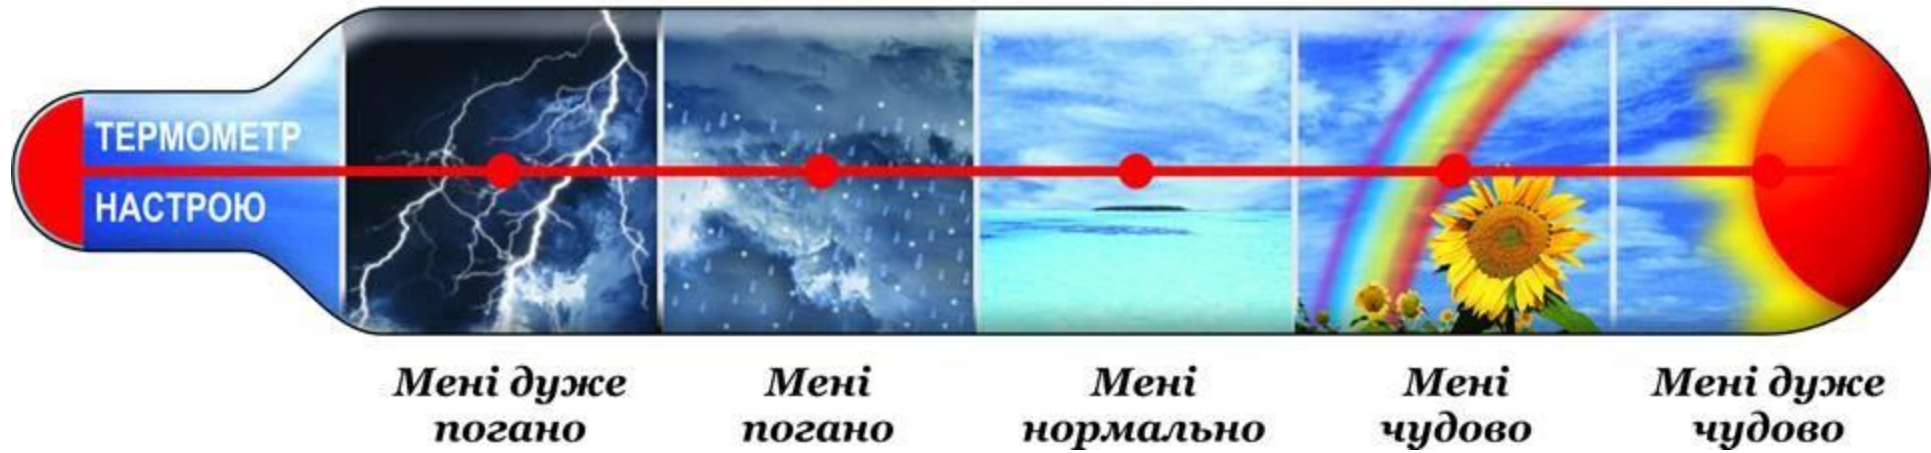 ТЕРМОМЕТР
НАСТРОЮ
Мені дуже
погано
Мені
погано
Мені
нормально
Мені
чудово
Мені дуже
чудово